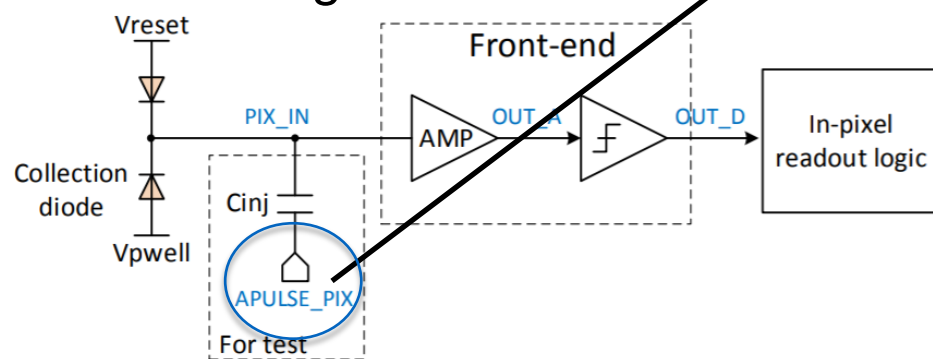 Vreset
Front-end
PIX_IN
OUT_A
OUT_D
AMP
In-pixel
readout logic
Collection
diode
Cinj
Vpwell
APULSE_PIX
For test